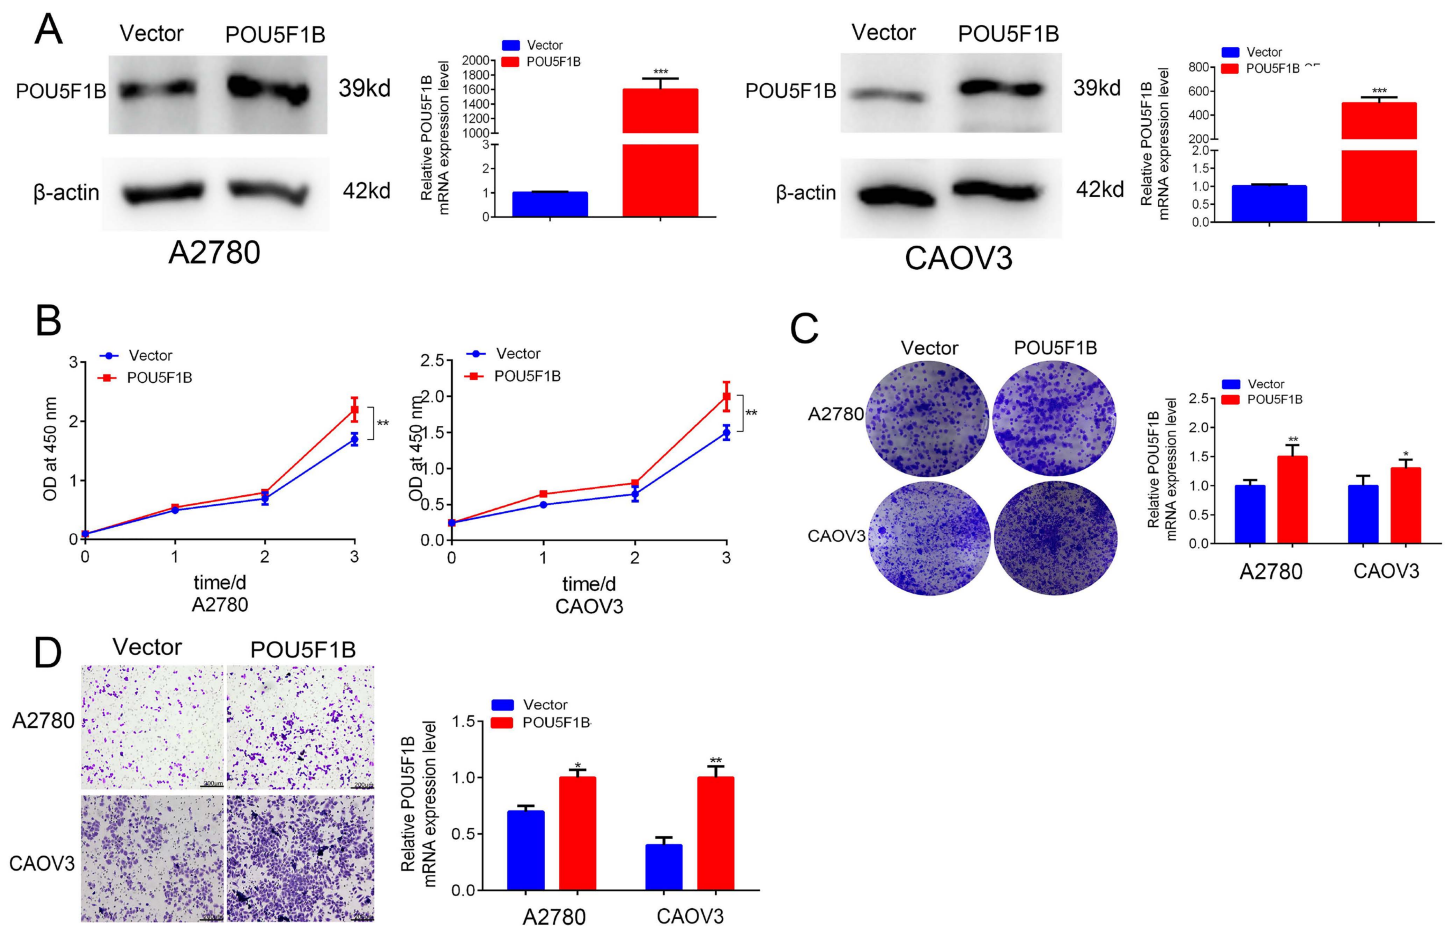 A
Vector POU5F1B
POU5F1B 39kd
β-actin 42kd
A2780
Vector
POU5F1B
Relative POU5F1B
mRNA expression level
2000
1800
1600
1400
1200
1000
3
2
1
0
***
Vector POU5F1B
POU5F1B 39kd
β-actin 42kd
CAOV3
Vector
POU5F1B
Relative POU5F1B
mRNA expression level
800
600
400
200
2.0
1.5
1.0
0.5
0.0
***
B
Vector
POU5F1B
OD at 450 nm
3
2
1
0
**
0 1 2 3
time/d
A2780
Vector
POU5F1B
OD at 450 nm
2.5
2.0
1.5
1.0
0.5
0.0
**
0 1 2 3
time/d
CAOV3
C
Vector POU5F1B
A2780
CAOV3
Vector
POU5F1B
Relative POU5F1B
mRNA expression level
2.5
2.0
1.5
1.0
0.5
0.0
** *
A2780 CAOV3
D
Vector POU5F1B
A2780
CAOV3
Vector
POU5F1B
Relative POU5F1B
mRNA expression level
1.5
1.0
0.5
0.0
* **
A2780 CAOV3